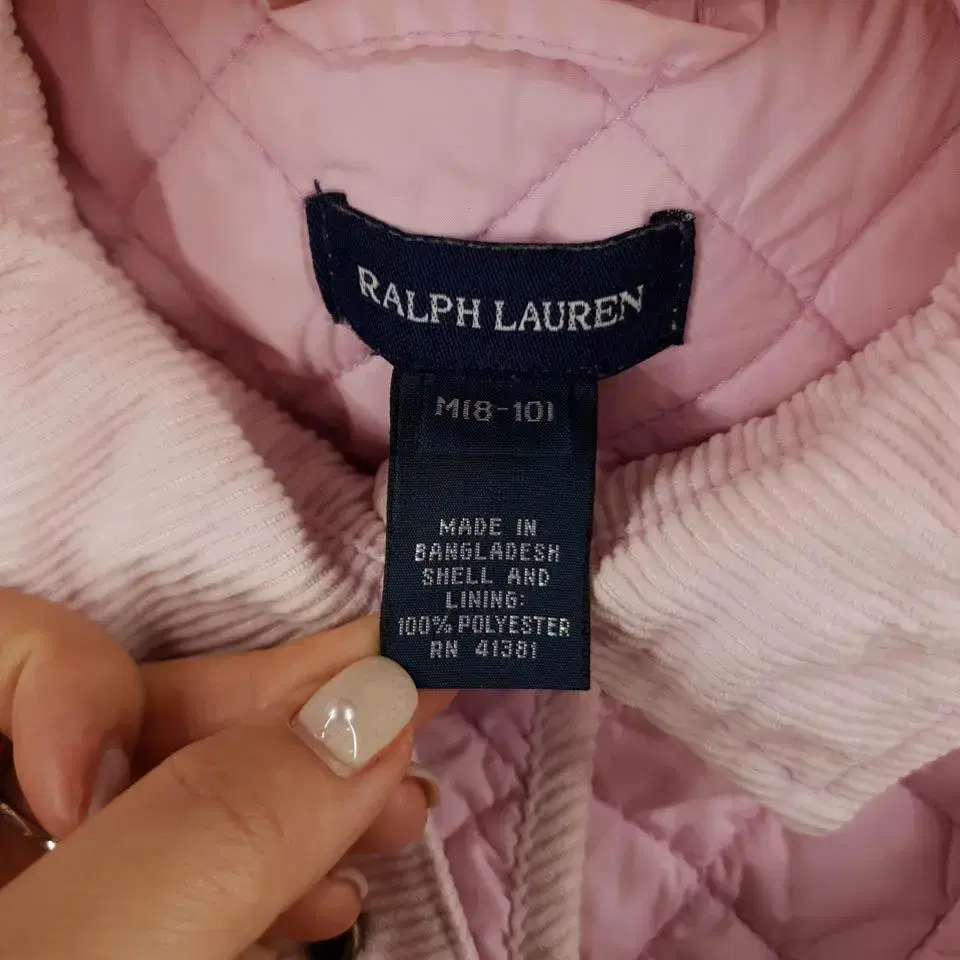 RALPH LAUREN
M(8-10)
MADE IN
BANGLADESH
SHELL AND
LINING:
100% POLYESTER
RN 41381